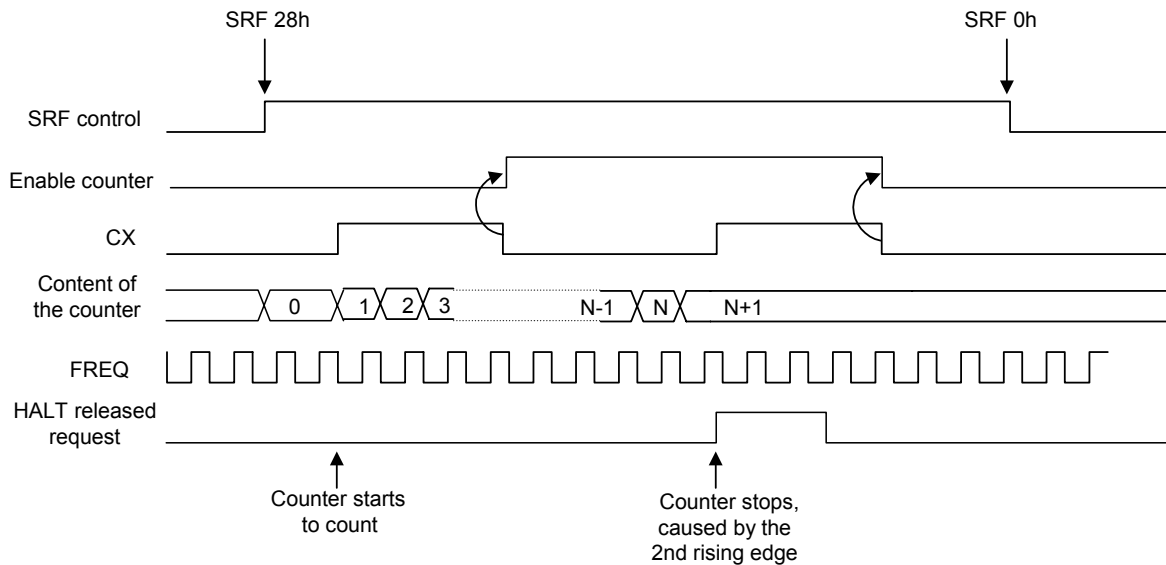 SRF 28h
SRF 0h
SRF control
Enable counter
CX
Content of
the counter
0
1
2
3
N-1
N
N+1
FREQ
HALT released
request
Counter starts
to count
Counter stops,
caused by the
2nd rising edge